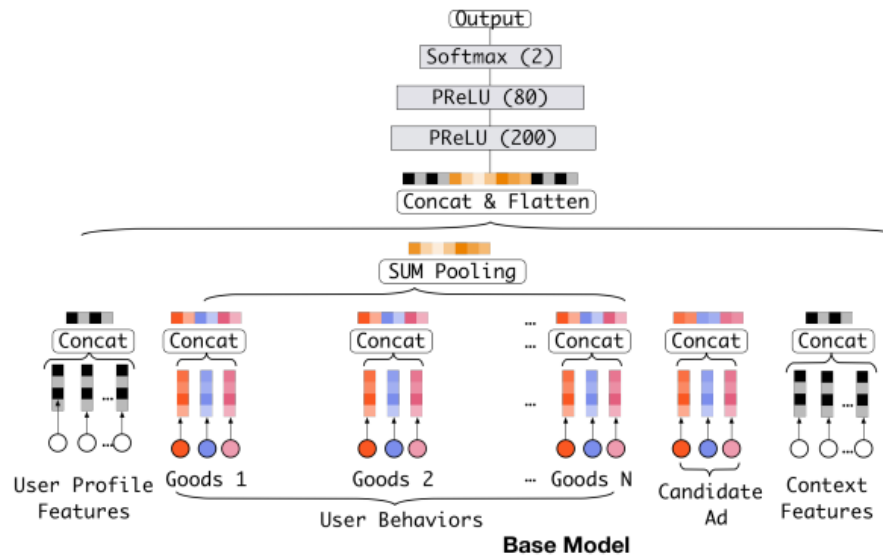 Output
Softmax (2)
PReLU (80)
PReLU (200)
Concat & Flatten
SUM Pooling
...
Concat Concat Concat ... Concat Concat Concat
... ... ...
... ...
Goods 1 Goods 2 ... Goods N
User Profile
Features
User Behaviors
Candidate
Ad
Context
Features
Base Model